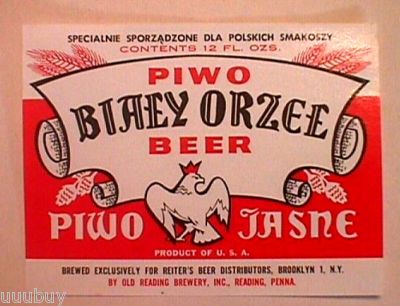 SPECJALNIE SPORZĄDZONE DLA POLSKICH SMAKOSZY
CONTENTS 12 FL. OZS.
PIWO
BIAŁY ORZEŁ
BEER
PIWO JASNE
PRODUCT OF U. S. A.
BREWED EXCLUSIVELY FOR REITER'S BEER DISTRIBUTORS, BROOKLYN 1, N.Y.
BY OLD READING BREWERY, INC., READING, PENNA.
uuubuy